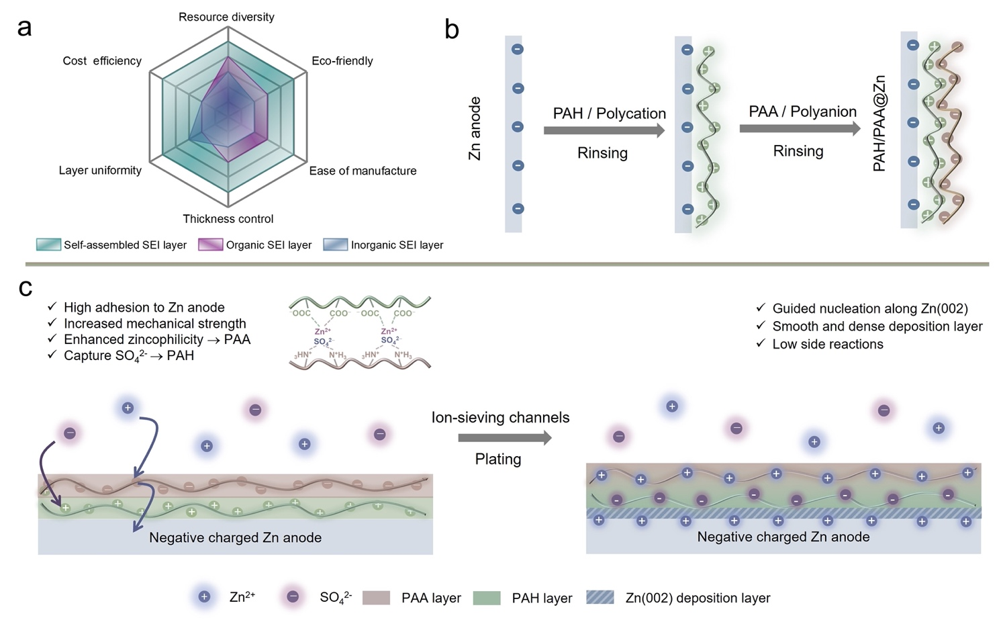 a
Resource diversity
Cost efficiency
Eco-friendly
Layer uniformity
Ease of manufacture
Thickness control
Self-assembled SEI layer
Organic SEI layer
Inorganic SEI layer
b
Zn anode
PAH / Polycation
Rinsing
PAA / Polyanion
Rinsing
PAH/PAA@Zn
c
✓ High adhesion to Zn anode
✓ Increased mechanical strength
✓ Enhanced zincophilicity → PAA
✓ Capture SO₄²⁻ → PAH
⁻OOC COO⁻ ⁻OOC COO⁻
Zn²⁺ Zn²⁺
SO₄²⁻ SO₄²⁻
₃HN⁺ N⁺H₃ ₃HN⁺ N⁺H₃
✓ Guided nucleation along Zn(002)
✓ Smooth and dense deposition layer
✓ Low side reactions
Ion-sieving channels
Plating
Negative charged Zn anode
Negative charged Zn anode
Zn²⁺
SO₄²⁻
PAA layer
PAH layer
Zn(002) deposition layer